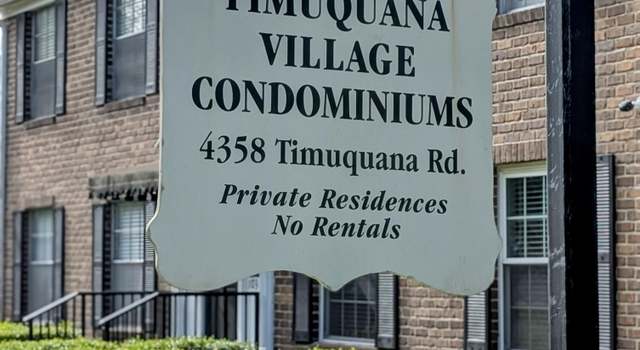 TIMUQUANA
VILLAGE
CONDOMINIUMS
4358 Timuquana Rd.
Private Residences
No Rentals